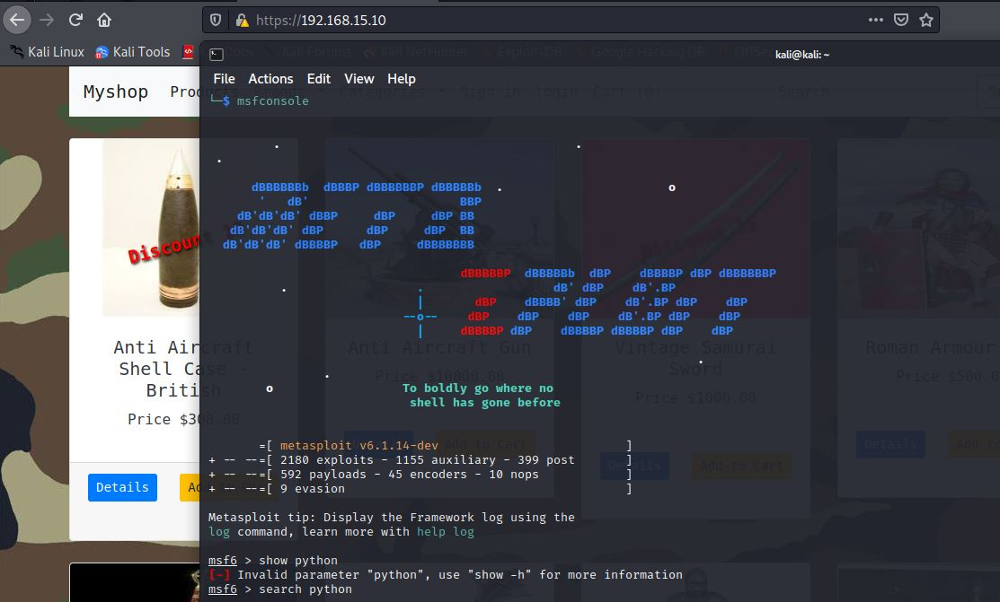 https://192.168.15.10
Kali Linux Kali Tools Docs Kali Forums Kali NetHunter Exploit-DB Google Hacking DB OffSec
kali@kali: ~
File Actions Edit View Help
Myshop Produ Categories Sign in login Cart (0) Search
└─$ msfconsole
dBBBBBBb dBBBP dBBBBBBP dBBBBBb . o
' dB' BBP
dB'dB'dB' dBBP dBP dBP BB
dB'dB'dB' dBP dBP dBP BB
dB'dB'dB' dBBBBP dBP dBBBBBBB
dBBBBBP dBBBBBb dBP dBBBBP dBP dBBBBBBP
. dB' dBP dB'.BP
| dBP dBBBB' dBP dB'.BP dBP dBP
--o-- dBP dBP dBP dB'.BP dBP dBP
| dBBBBP dBP dBBBBP dBBBBP dBP dBP
Discount
Anti Aircraft Shell Case - British
Price $300.00
Details Add to Cart
Anti Aircraft Gun
Price $10000.00
Add to Cart
Vintage Samurai Sword
Price $1000.00
Details Add to Cart
Roman Armour
Price $500.0
Details Add to
o To boldly go where no
shell has gone before
=[ metasploit v6.1.14-dev ]
+ -- --=[ 2180 exploits - 1155 auxiliary - 399 post ]
+ -- --=[ 592 payloads - 45 encoders - 10 nops ]
+ -- --=[ 9 evasion ]
Metasploit tip: Display the Framework log using the
log command, learn more with help log
msf6 > show python
[-] Invalid parameter "python", use "show -h" for more information
msf6 > search python